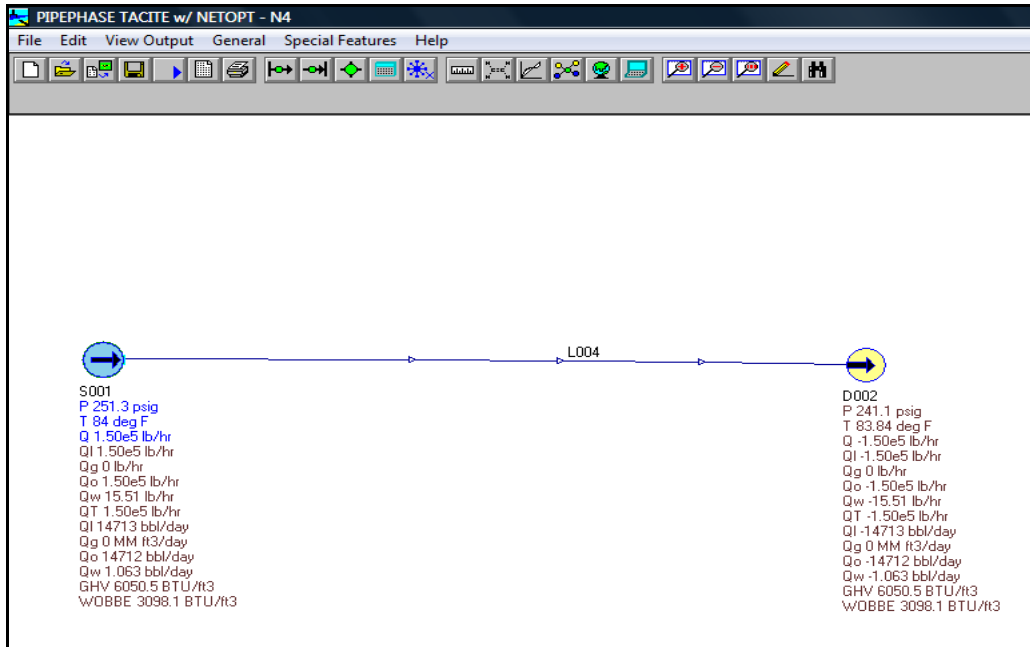 PIPEPHASE TACITE w/ NETOPT - N4
File Edit View Output General Special Features Help
L004
S001
P 251.3 psig
T 84 deg F
Q 1.50e5 lb/hr
Ql 1.50e5 lb/hr
Qg 0 lb/hr
Qo 1.50e5 lb/hr
Qw 15.51 lb/hr
QT 1.50e5 lb/hr
Ql 14713 bbl/day
Qg 0 MM ft3/day
Qo 14712 bbl/day
Qw 1.063 bbl/day
GHV 6050.5 BTU/ft3
WOBBE 3098.1 BTU/ft3
D002
P 241.1 psig
T 83.84 deg F
Q -1.50e5 lb/hr
Ql -1.50e5 lb/hr
Qg 0 lb/hr
Qo -1.50e5 lb/hr
Qw -15.51 lb/hr
QT -1.50e5 lb/hr
Ql -14713 bbl/day
Qg 0 MM ft3/day
Qo -14712 bbl/day
Qw -1.063 bbl/day
GHV 6050.5 BTU/ft3
WOBBE 3098.1 BTU/ft3